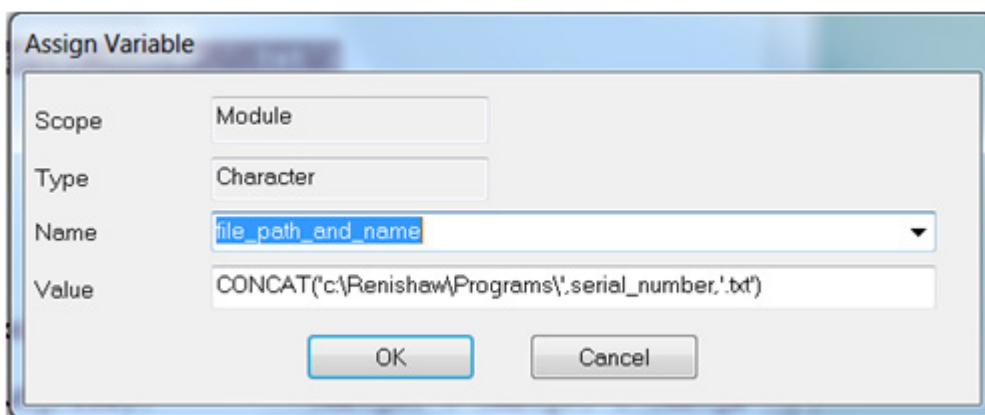 Assign Variable
Scope Module
Type Character
Name file_path_and_name
Value CONCAT('c:\Renishaw\Programs\',serial_number,'.txt')
OK Cancel